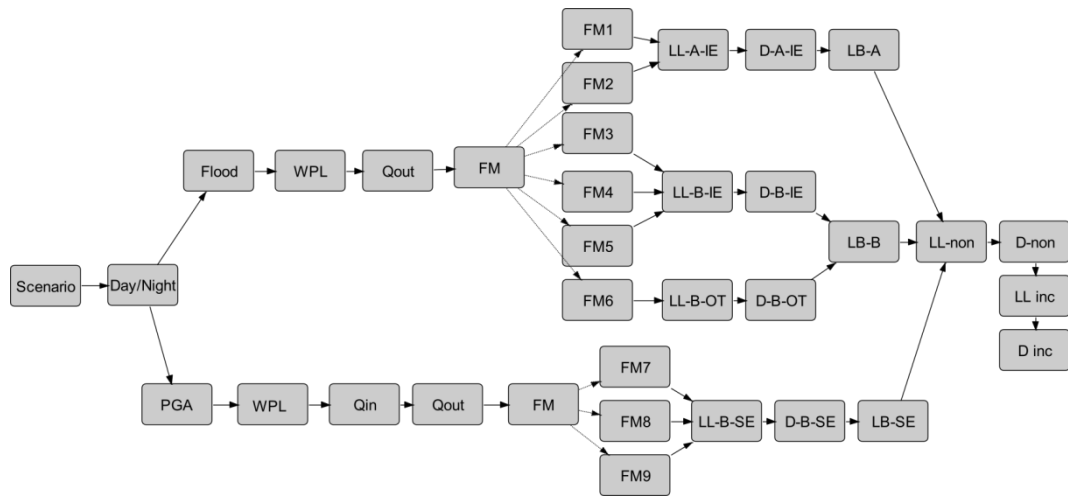 Scenario
Day/Night
Flood
WPL
Qout
FM
FM1
FM2
FM3
FM4
FM5
FM6
LL-A-IE
D-A-IE
LB-A
LL-B-IE
D-B-IE
LL-B-OT
D-B-OT
LB-B
LL-non
D-non
LL inc
D inc
PGA
WPL
Qin
Qout
FM
FM7
FM8
FM9
LL-B-SE
D-B-SE
LB-SE